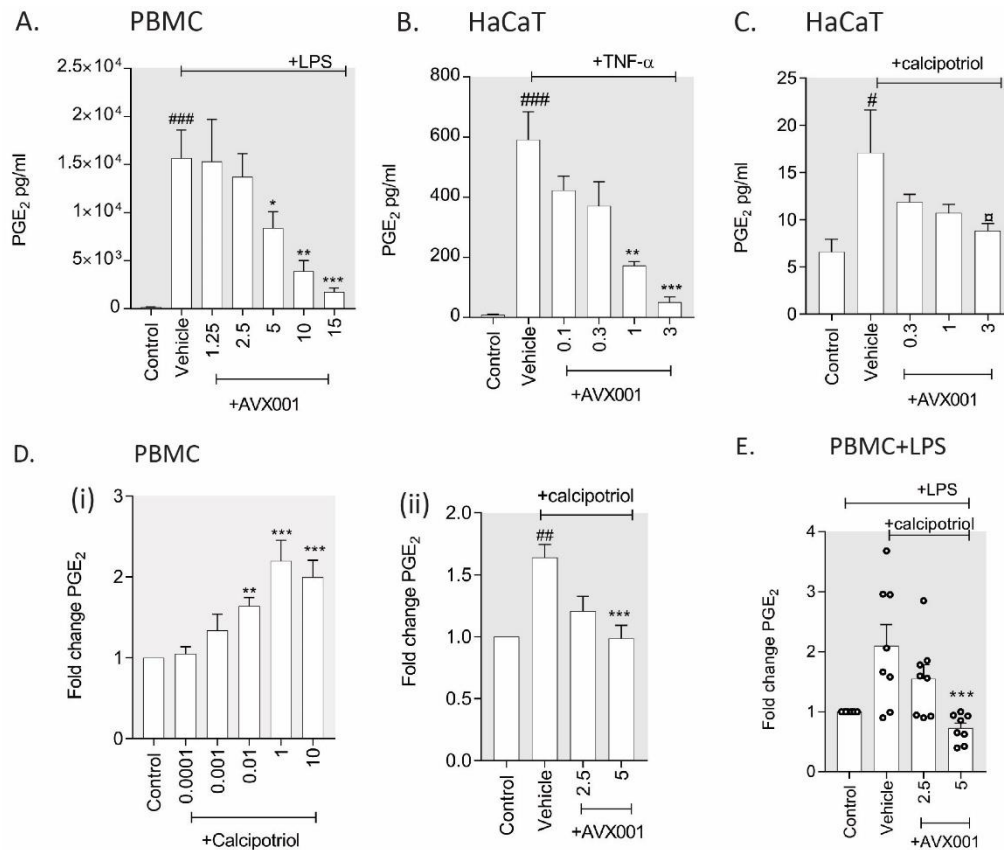 A. PBMC
+LPS
2.5×10⁴
2.0×10⁴
1.5×10⁴
1.0×10⁴
5.0×10³
0
PGE₂ pg/ml
###
*
**
***
Control
Vehicle
1.25
2.5
5
10
15
+AVX001
B. HaCaT
+TNF-α
800
600
400
200
0
PGE₂ pg/ml
###
**
***
Control
Vehicle
0.1
0.3
1
3
+AVX001
C. HaCaT
+calcipotriol
25
20
15
10
5
0
PGE₂ pg/ml
#
¤
Control
Vehicle
0.3
1
3
+AVX001
D. PBMC
(i)
3
2
1
0
Fold change PGE₂
**
***
***
Control
0.0001
0.001
0.01
1
10
+Calcipotriol
(ii)
+calcipotriol
2.0
1.5
1.0
0.5
0.0
Fold change PGE₂
##
***
Control
Vehicle
2.5
5
+AVX001
E. PBMC+LPS
+LPS
+calcipotriol
4
3
2
1
0
Fold change PGE₂
***
Control
Vehicle
2.5
5
+AVX001